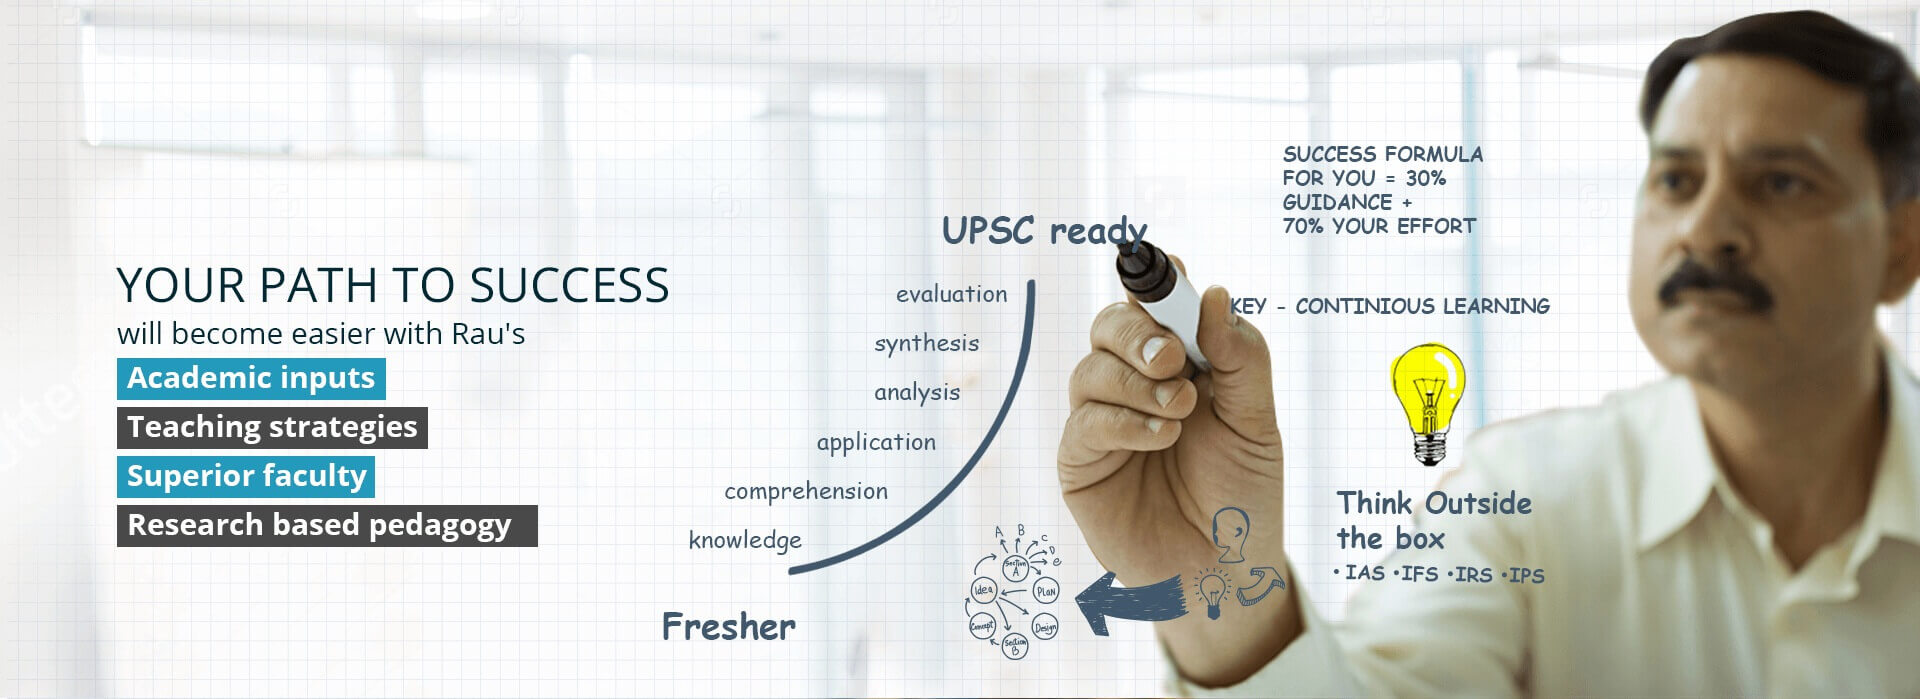 YOUR PATH TO SUCCESS
will become easier with Rau's
Academic inputs
Teaching strategies
Superior faculty
Research based pedagogy
UPSC ready
evaluation
synthesis
analysis
application
comprehension
knowledge
Fresher
SUCCESS FORMULA
FOR YOU = 30%
GUIDANCE +
70% YOUR EFFORT
KEY - CONTINIOUS LEARNING
Think Outside
the box
• IAS •IFS •IRS •IPS
A B C D e
Section
A
Idea
PLAN
Concept
Design
Section
B